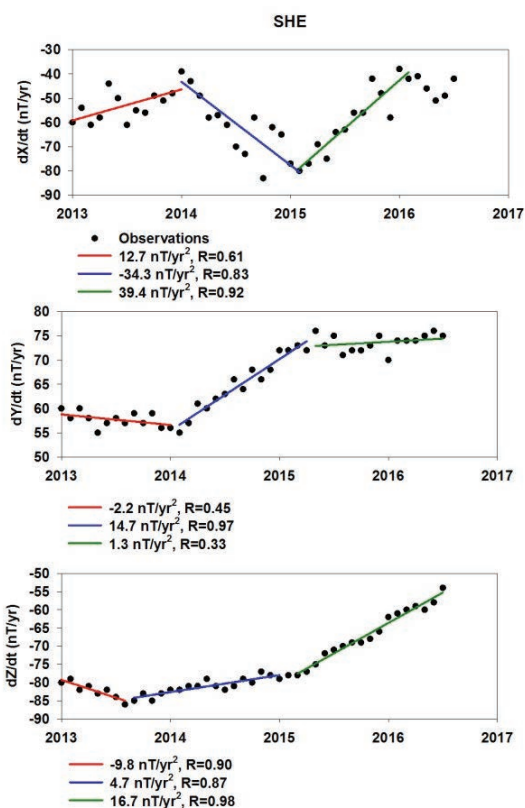 SHE
dX/dt (nT/yr)
-30
-40
-50
-60
-70
-80
-90
2013 2014 2015 2016 2017
Observations
12.7 nT/yr², R=0.61
-34.3 nT/yr², R=0.83
39.4 nT/yr², R=0.92
dY/dt (nT/yr)
80
75
70
65
60
55
50
2013 2014 2015 2016 2017
-2.2 nT/yr², R=0.45
14.7 nT/yr², R=0.97
1.3 nT/yr², R=0.33
dZ/dt (nT/yr)
-50
-55
-60
-65
-70
-75
-80
-85
-90
2013 2014 2015 2016 2017
-9.8 nT/yr², R=0.90
4.7 nT/yr², R=0.87
16.7 nT/yr², R=0.98